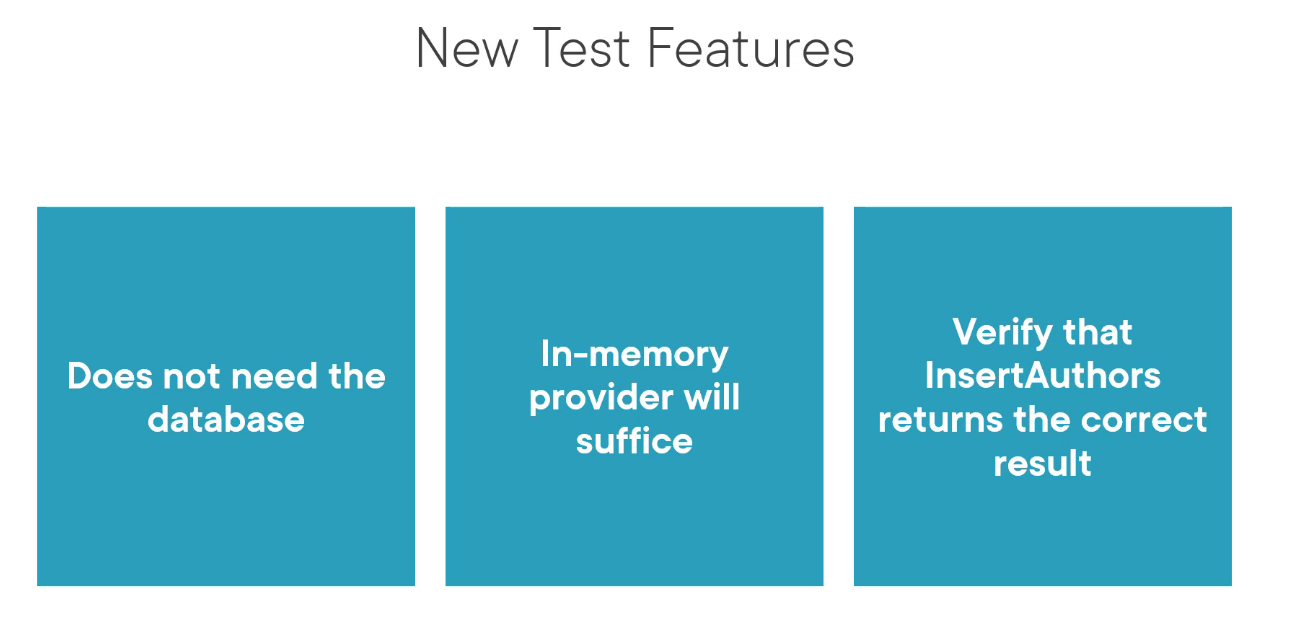 New Test Features
Does not need the
database
In-memory
provider will
suffice
Verify that
InsertAuthors
returns the correct
result